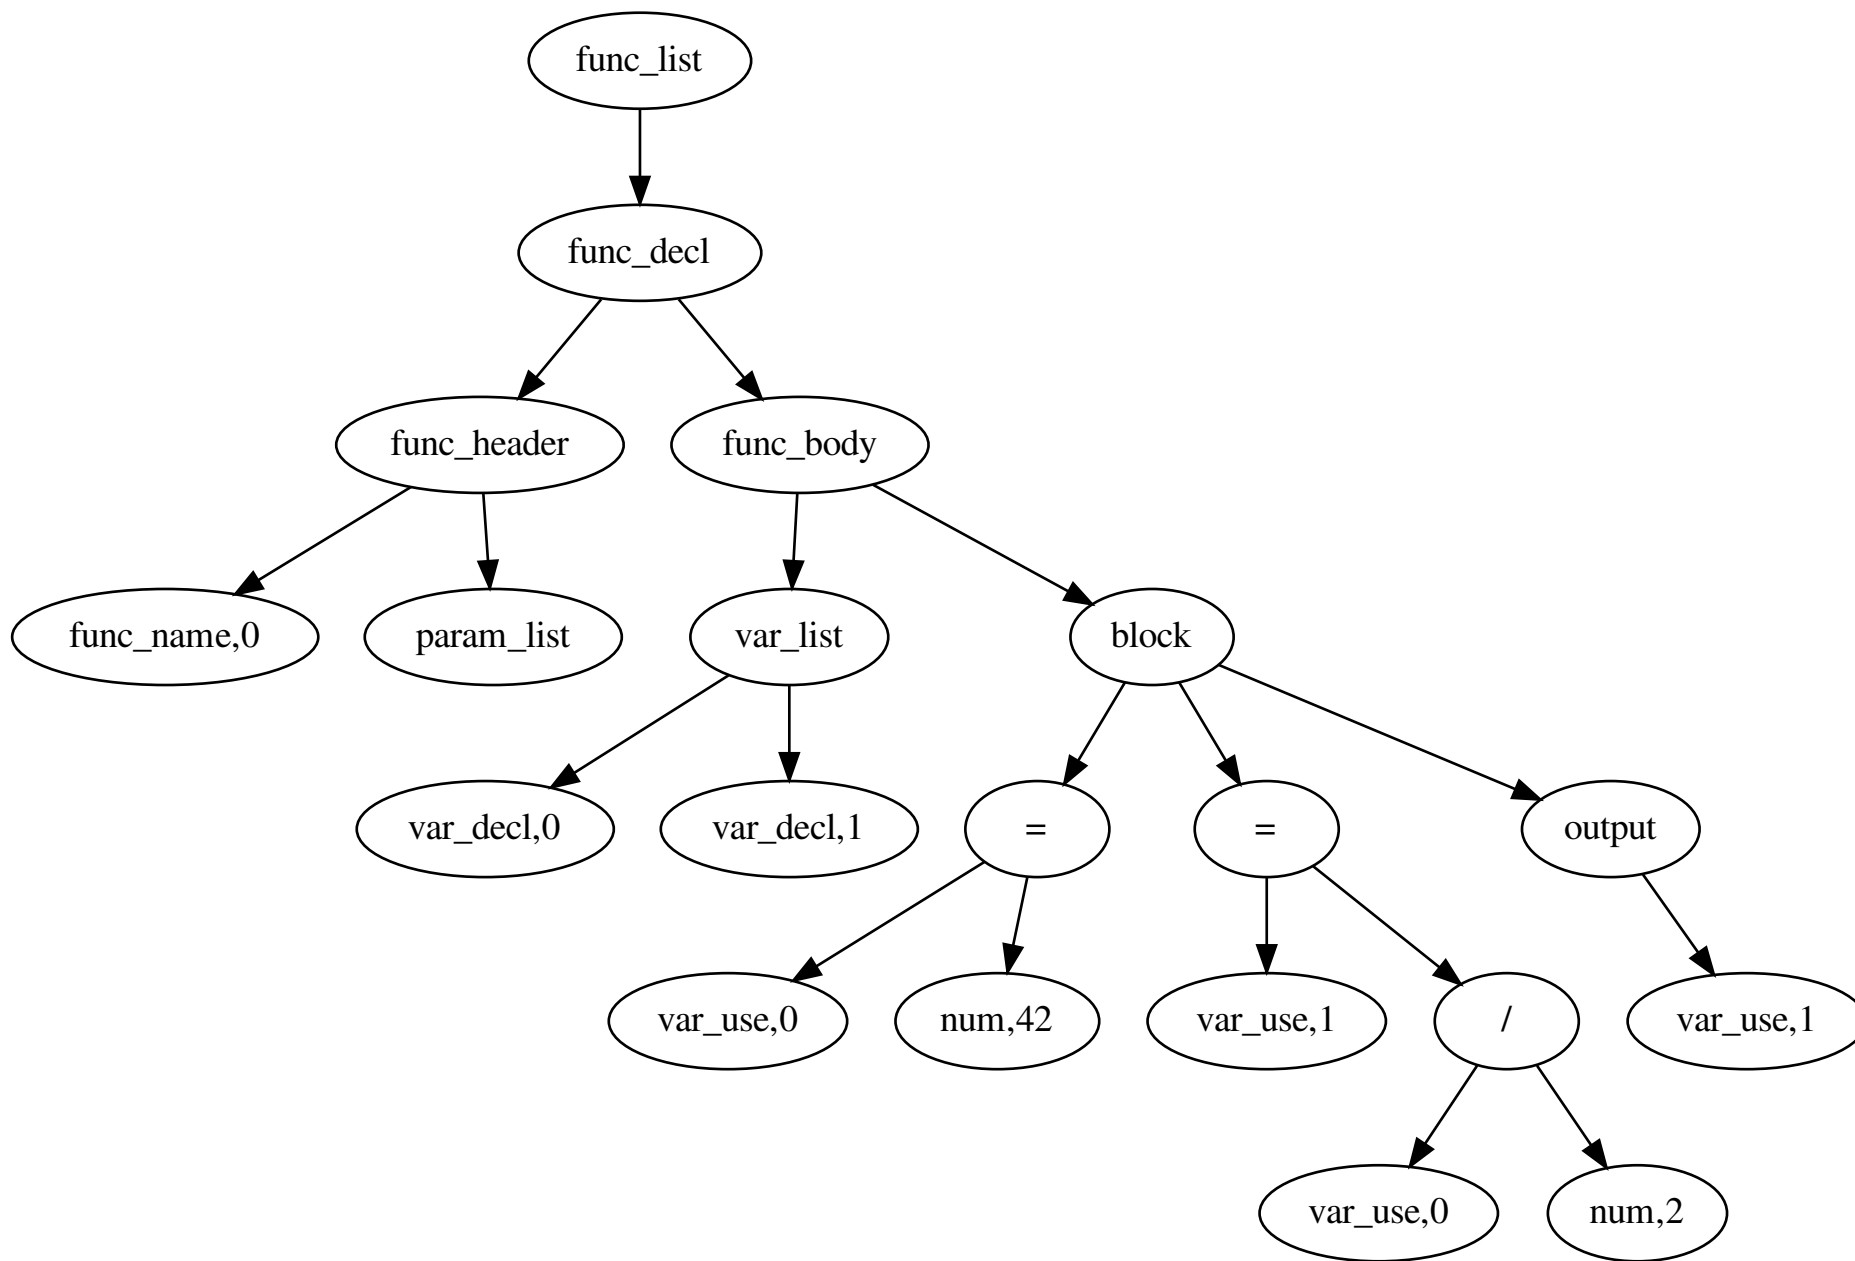 func_list
func_decl
func_header
func_body
func_name,0
param_list
var_list
block
var_decl,0
var_decl,1
=
=
output
var_use,0
num,42
var_use,1
/
var_use,1
var_use,0
num,2